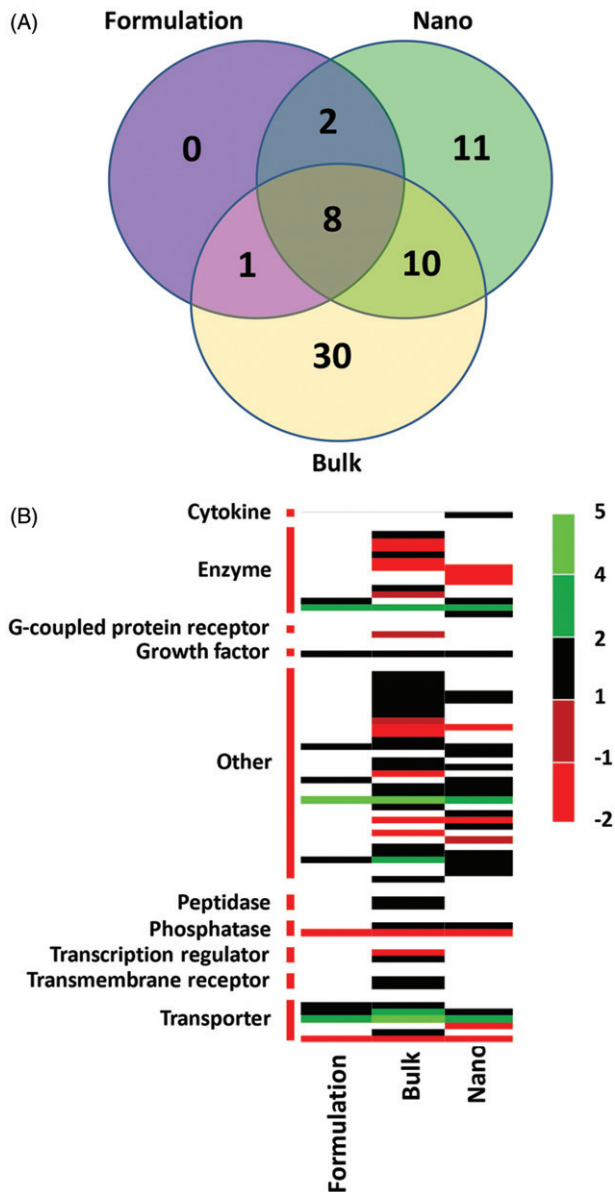 (A)
Formulation
Nano
0
2
11
8
1
10
30
Bulk
(B)
Cytokine
Enzyme
G-coupled protein receptor
Growth factor
Other
Peptidase
Phosphatase
Transcription regulator
Transmembrane receptor
Transporter
5
4
2
1
-1
-2
Formulation
Bulk
Nano